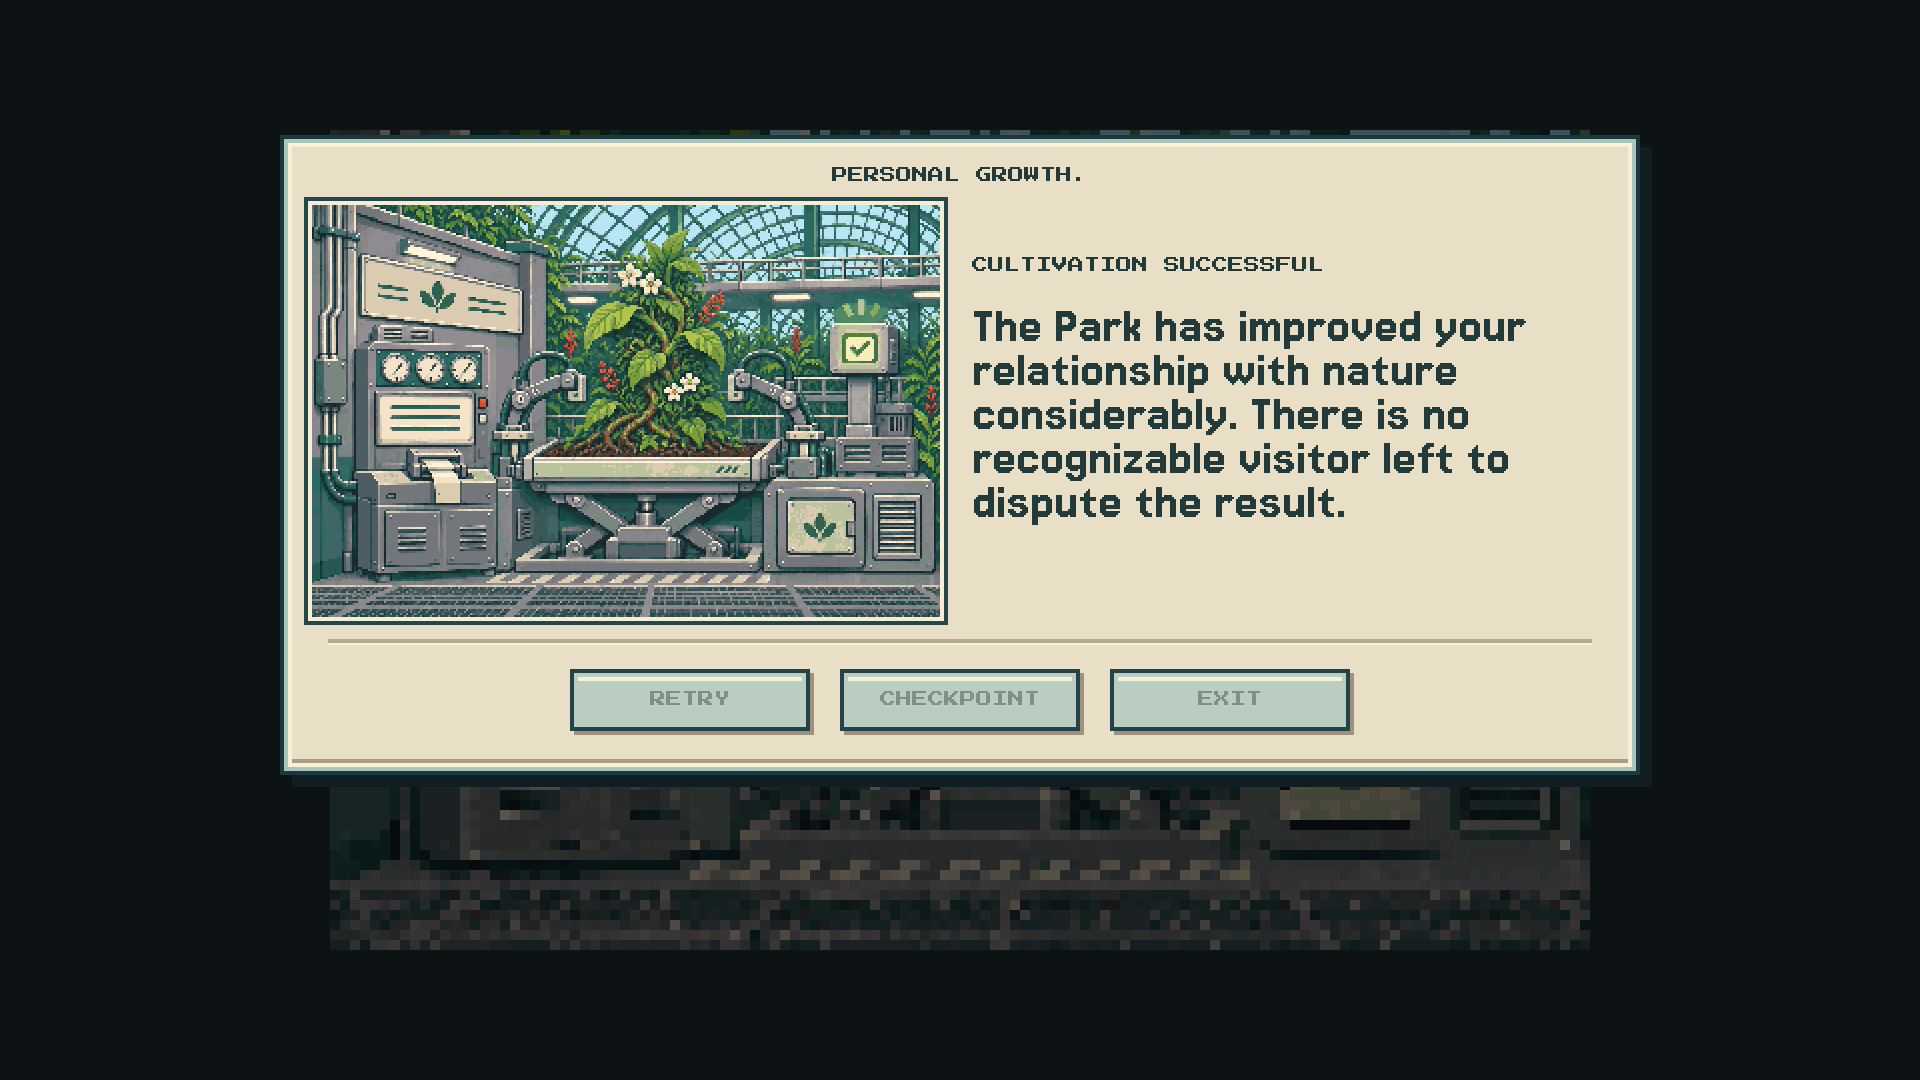 PERSONAL GROWTH.
CULTIVATION SUCCESSFUL
The Park has improved your
relationship with nature
considerably. There is no
recognizable visitor left to
dispute the result.
RETRY
CHECKPOINT
EXIT